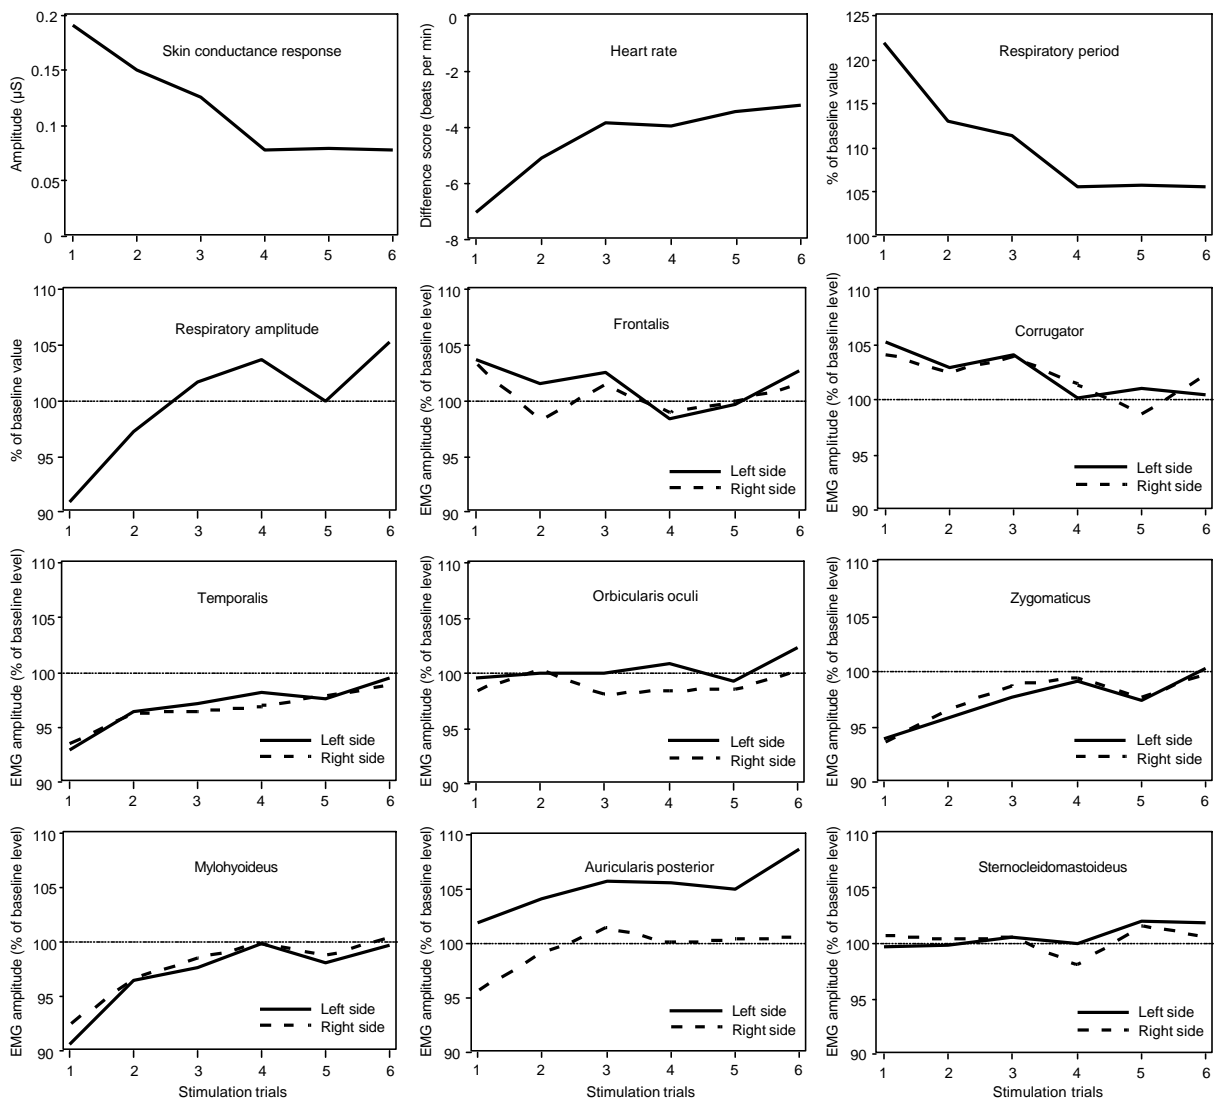 Skin conductance response
Amplitude (µS)
0.2
0.15
0.1
0.05
0
1 2 3 4 5 6
Heart rate
Difference score (beats per min)
0
-2
-4
-6
-8
1 2 3 4 5 6
Respiratory period
% of baseline value
125
120
115
110
105
100
1 2 3 4 5 6
Respiratory amplitude
% of baseline value
110
105
100
95
90
1 2 3 4 5 6
Frontalis
EMG amplitude (% of baseline level)
110
105
100
95
90
Left side
Right side
1 2 3 4 5 6
Corrugator
EMG amplitude (% of baseline level)
110
105
100
95
90
Left side
Right side
1 2 3 4 5 6
Temporalis
EMG amplitude (% of baseline level)
110
105
100
95
90
Left side
Right side
1 2 3 4 5 6
Orbicularis oculi
EMG amplitude (% of baseline level)
110
105
100
95
90
Left side
Right side
1 2 3 4 5 6
Zygomaticus
EMG amplitude (% of baseline level)
110
105
100
95
90
Left side
Right side
1 2 3 4 5 6
Mylohyoideus
EMG amplitude (% of baseline level)
110
105
100
95
90
Left side
Right side
1 2 3 4 5 6
Stimulation trials
Auricularis posterior
EMG amplitude (% of baseline level)
110
105
100
95
90
Left side
Right side
1 2 3 4 5 6
Stimulation trials
Sternocleidomastoideus
EMG amplitude (% of baseline level)
110
105
100
95
90
Left side
Right side
1 2 3 4 5 6
Stimulation trials